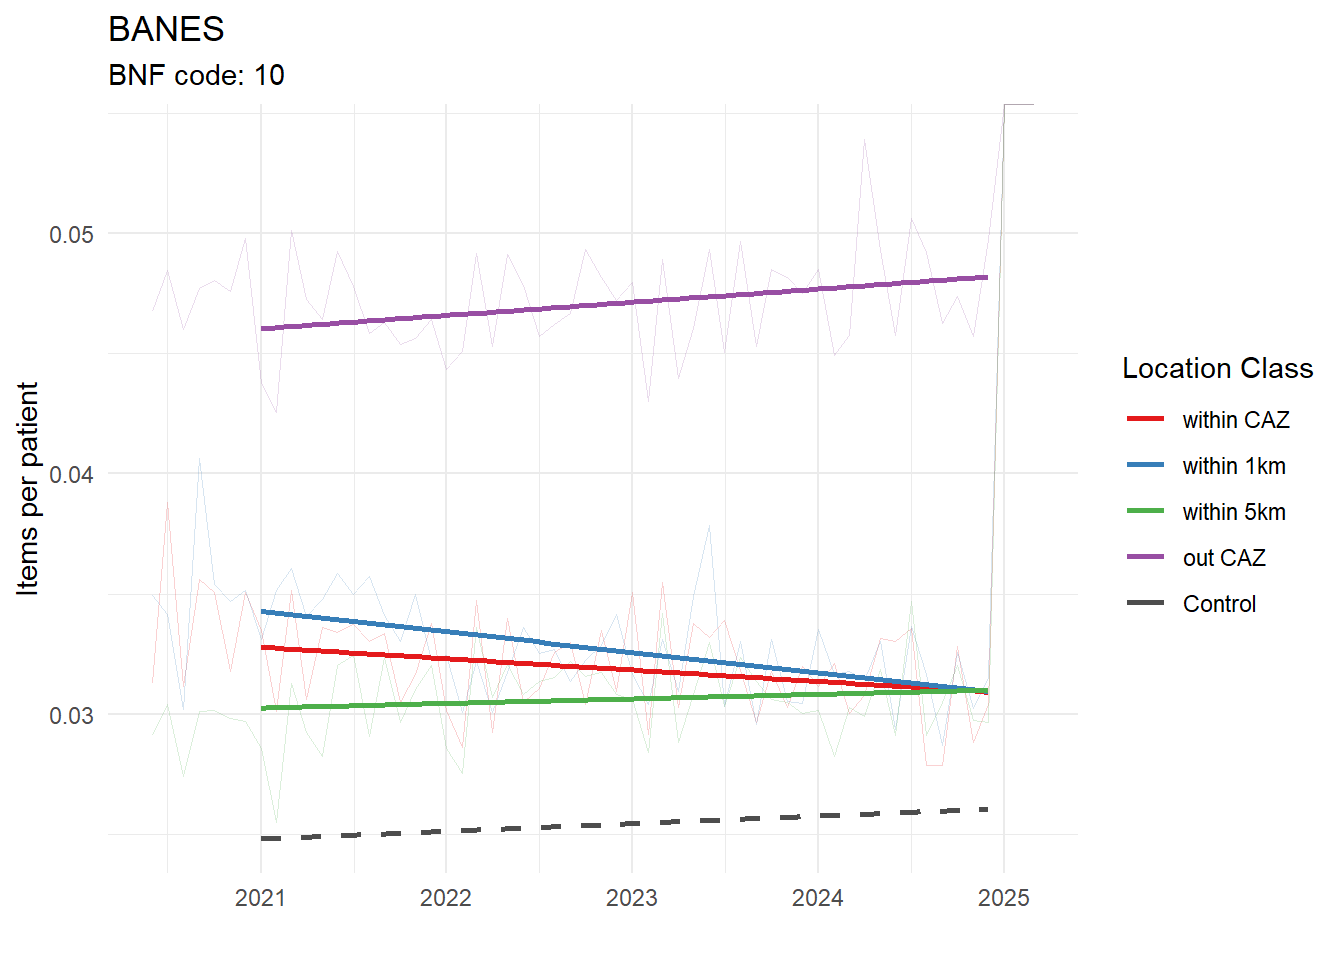 BANES
BNF code: 10
Items per patient
0.05
0.04
0.03
2021 2022 2023 2024 2025
Location Class
within CAZ
within 1km
within 5km
out CAZ
Control